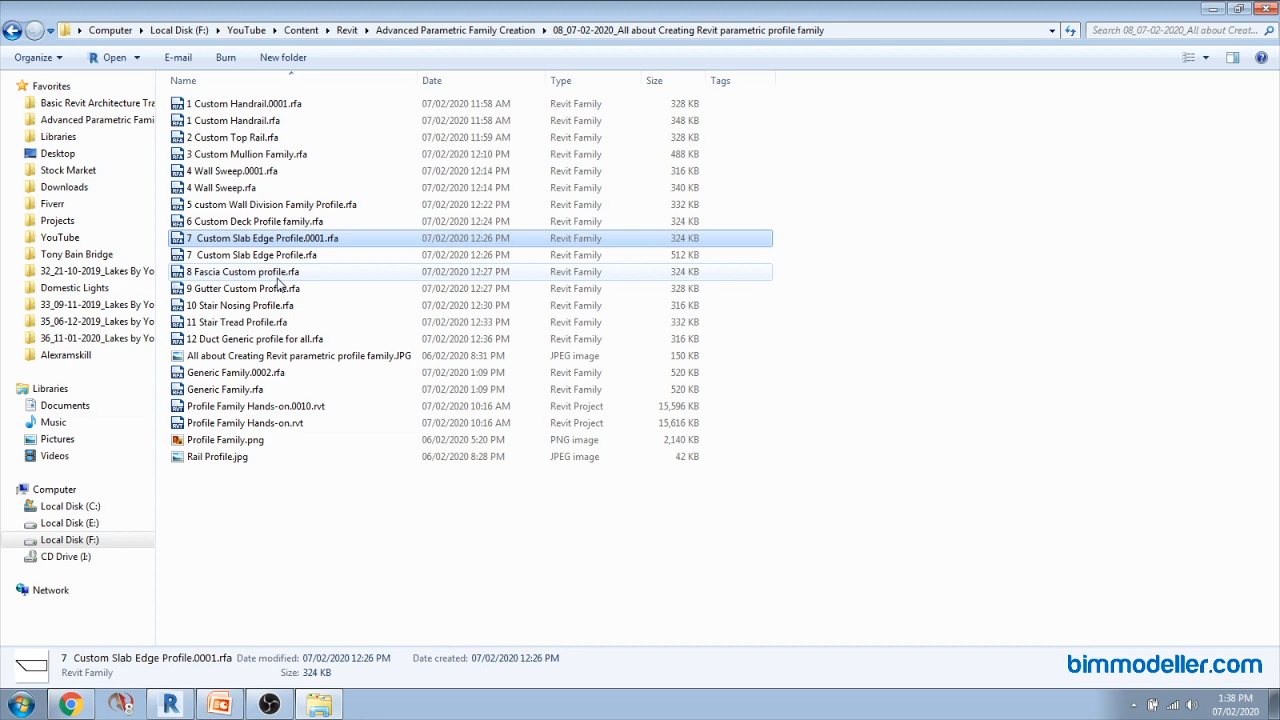 Computer Local Disk (F:) YouTube Content Revit Advanced Parametric Family Creation 08_07-02-2020_All about Creating Revit parametric profile family
Search 08_07-02-2020_All about Creat...
Organize Open E-mail Burn New folder
Name Date Type Size Tags
Favorites
Basic Revit Architecture Tra
Advanced Parametric Fami
Libraries
Desktop
Stock Market
Downloads
Fiverr
Projects
YouTube
Tony Bain Bridge
32_21-10-2019_Lakes By Yo
Domestic Lights
33_09-11-2019_Lakes By Yo
35_06-12-2019_Lakes By Yo
36_11-01-2020_Lakes By Yo
Alexramskill
Libraries
Documents
Music
Pictures
Videos
Computer
Local Disk (C:)
Local Disk (E:)
Local Disk (F:)
CD Drive (I:)
Network
1 Custom Handrail.0001.rfa 07/02/2020 11:58 AM Revit Family 328 KB
1 Custom Handrail.rfa 07/02/2020 11:58 AM Revit Family 348 KB
2 Custom Top Rail.rfa 07/02/2020 11:59 AM Revit Family 328 KB
3 Custom Mullion Family.rfa 07/02/2020 12:10 PM Revit Family 488 KB
4 Wall Sweep.0001.rfa 07/02/2020 12:14 PM Revit Family 316 KB
4 Wall Sweep.rfa 07/02/2020 12:14 PM Revit Family 340 KB
5 custom Wall Division Family Profile.rfa 07/02/2020 12:22 PM Revit Family 332 KB
6 Custom Deck Profile family.rfa 07/02/2020 12:24 PM Revit Family 324 KB
7 Custom Slab Edge Profile.0001.rfa 07/02/2020 12:26 PM Revit Family 324 KB
7 Custom Slab Edge Profile.rfa 07/02/2020 12:26 PM Revit Family 512 KB
8 Fascia Custom profile.rfa 07/02/2020 12:27 PM Revit Family 324 KB
9 Gutter Custom Profile.rfa 07/02/2020 12:27 PM Revit Family 328 KB
10 Stair Nosing Profile.rfa 07/02/2020 12:30 PM Revit Family 316 KB
11 Stair Tread Profile.rfa 07/02/2020 12:33 PM Revit Family 332 KB
12 Duct Generic profile for all.rfa 07/02/2020 12:36 PM Revit Family 316 KB
All about Creating Revit parametric profile family.JPG 06/02/2020 8:31 PM JPEG image 150 KB
Generic Family.0002.rfa 07/02/2020 1:09 PM Revit Family 520 KB
Generic Family.rfa 07/02/2020 1:09 PM Revit Family 520 KB
Profile Family Hands-on.0010.rvt 07/02/2020 10:16 AM Revit Project 15,596 KB
Profile Family Hands-on.rvt 07/02/2020 10:16 AM Revit Project 15,616 KB
Profile Family.png 06/02/2020 5:20 PM PNG image 2,140 KB
Rail Profile.jpg 06/02/2020 8:28 PM JPEG image 42 KB
7 Custom Slab Edge Profile.0001.rfa Date modified: 07/02/2020 12:26 PM Date created: 07/02/2020 12:26 PM
Revit Family Size: 324 KB
bimmodeller.com
1:38 PM
07/02/2020